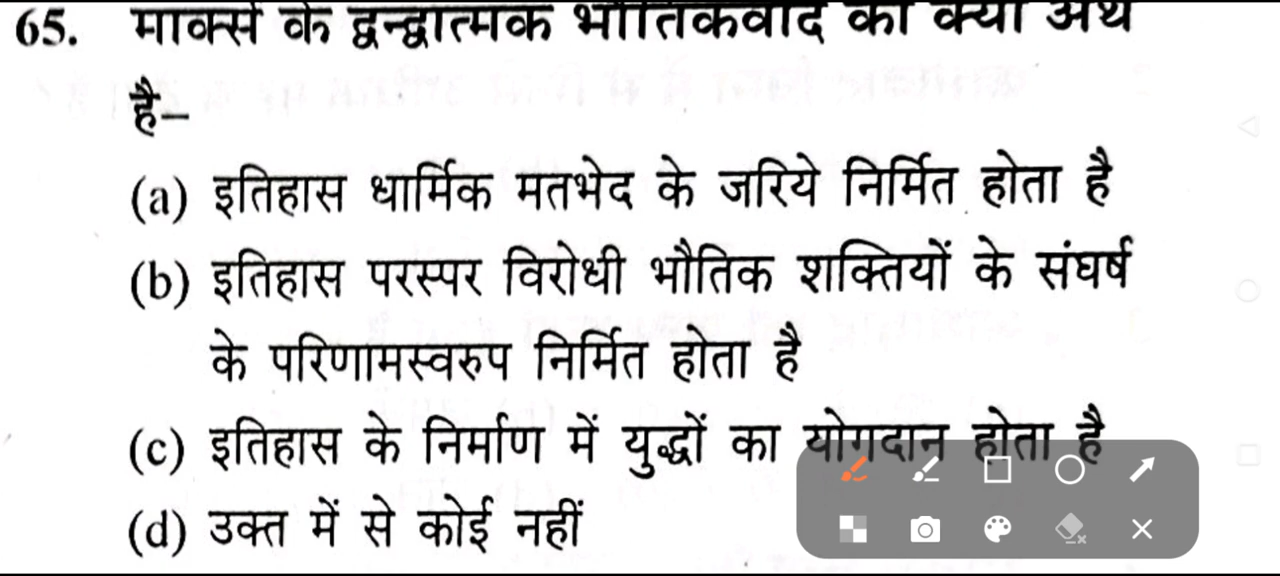 65. मार्क्स के द्वन्द्वात्मक भौतिकवाद का क्या अर्थ
है–
(a) इतिहास धार्मिक मतभेद के जरिये निर्मित होता है
(b) इतिहास परस्पर विरोधी भौतिक शक्तियों के संघर्ष
के परिणामस्वरुप निर्मित होता है
(c) इतिहास के निर्माण में युद्धों का योगदान होता है
(d) उक्त में से कोई नहीं